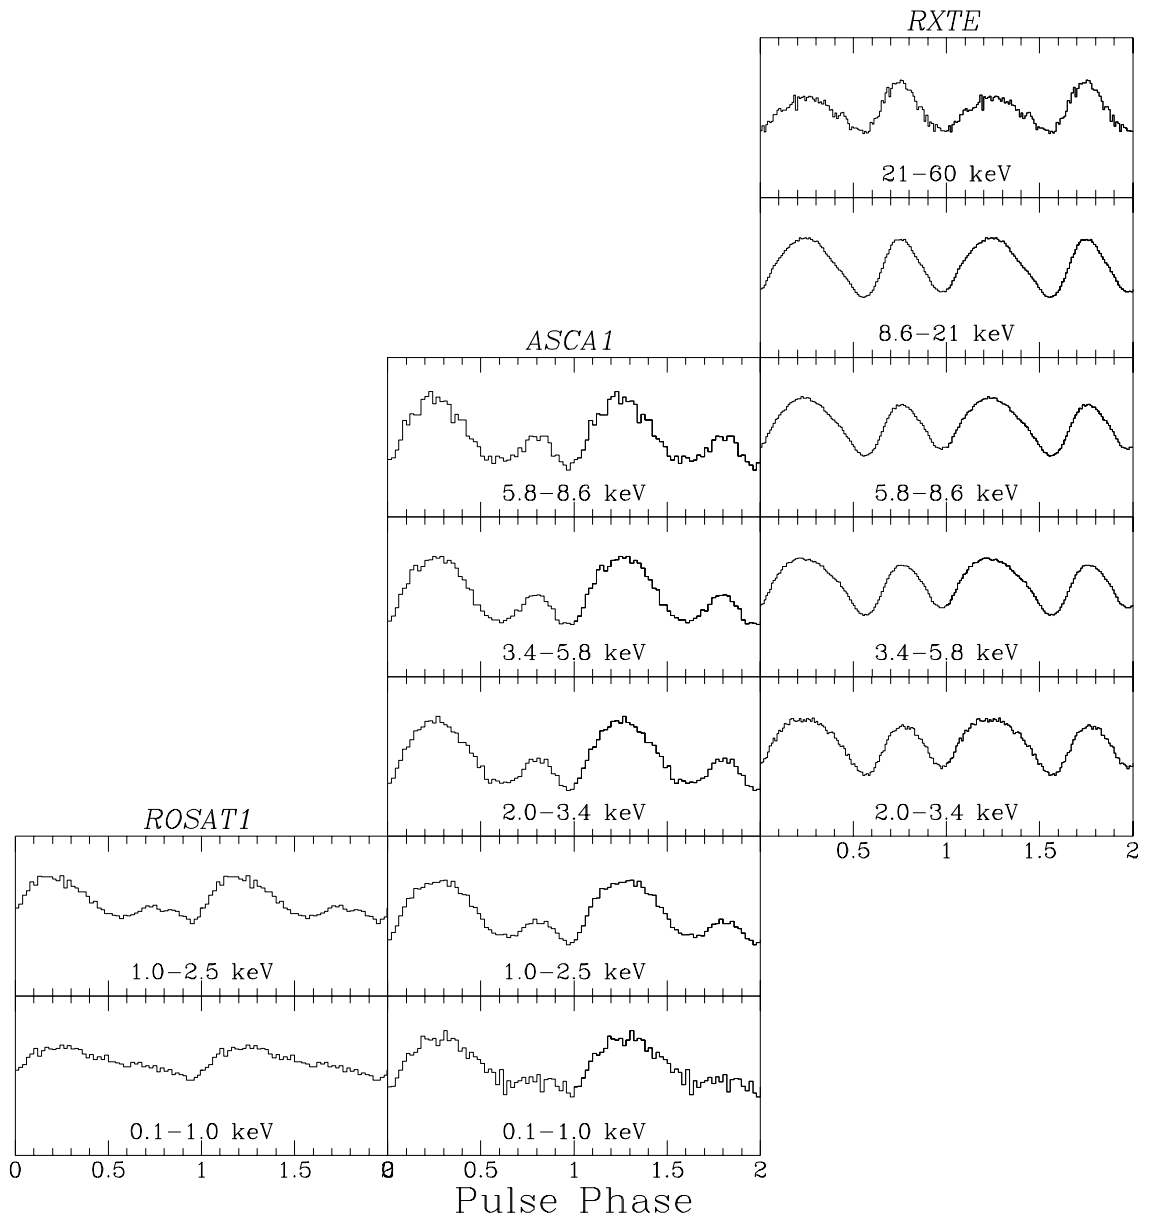 RXTE
21–60 keV
8.6–21 keV
ASCA1
5.8–8.6 keV
5.8–8.6 keV
3.4–5.8 keV
3.4–5.8 keV
2.0–3.4 keV
2.0–3.4 keV
ROSAT1
0.5 1 1.5 2
1.0–2.5 keV
1.0–2.5 keV
0.1–1.0 keV
0.1–1.0 keV
0 0.5 1 1.5 2
0 0.5 1 1.5 2
Pulse Phase